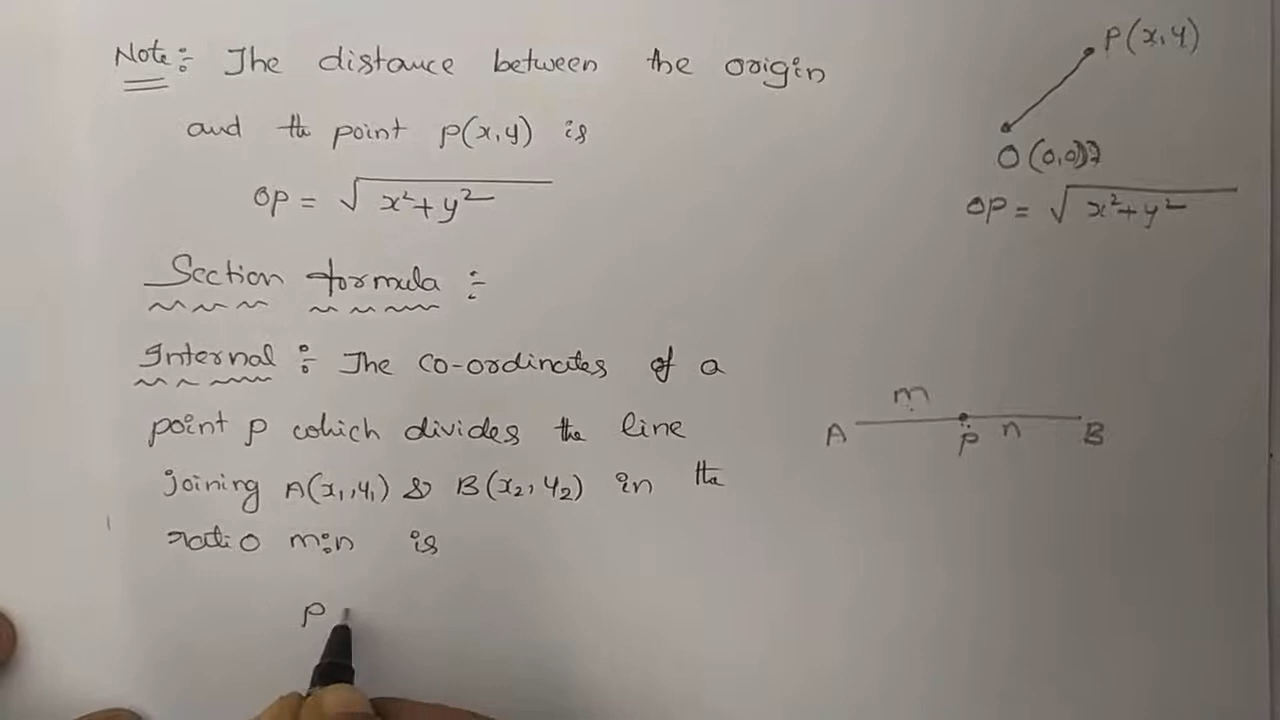 Note: The distance between the origin
and the point P(x,y) is
OP = √x²+y²
P(x,y)
O(0,0)
OP = √x²+y²
Section formula :-
Internal : The co-ordinates of a
point P which divides the line
joining A(x₁,y₁) & B(x₂,y₂) in the
ratio m:n is
P
m
A P n B